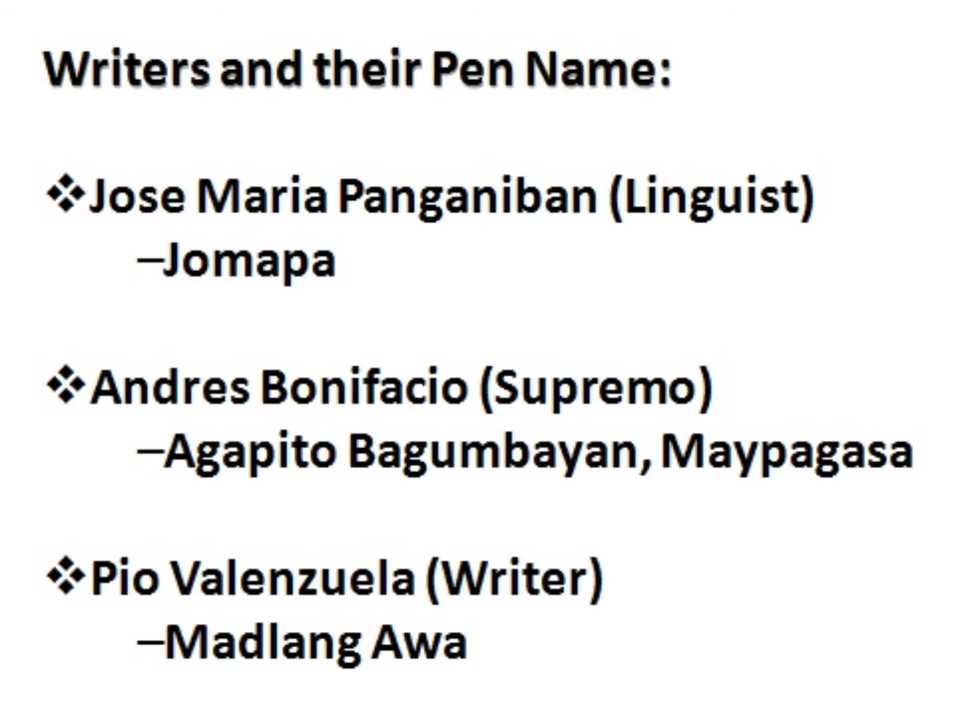 Writers and their Pen Name:
❖Jose Maria Panganiban (Linguist)
–Jomapa
❖Andres Bonifacio (Supremo)
–Agapito Bagumbayan, Maypagasa
❖Pio Valenzuela (Writer)
–Madlang Awa